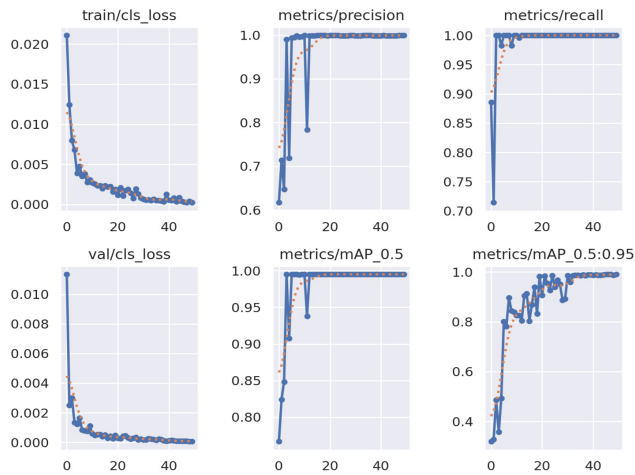 train/cls_loss
metrics/precision
metrics/recall
0.020
0.015
0.010
0.005
0.000
0 20 40
1.0
0.9
0.8
0.7
0.6
0 20 40
1.00
0.95
0.90
0.85
0.80
0.75
0.70
0 20 40
val/cls_loss
metrics/mAP_0.5
metrics/mAP_0.5:0.95
0.010
0.008
0.006
0.004
0.002
0.000
0 20 40
1.00
0.95
0.90
0.85
0.80
0 20 40
1.0
0.8
0.6
0.4
0 20 40